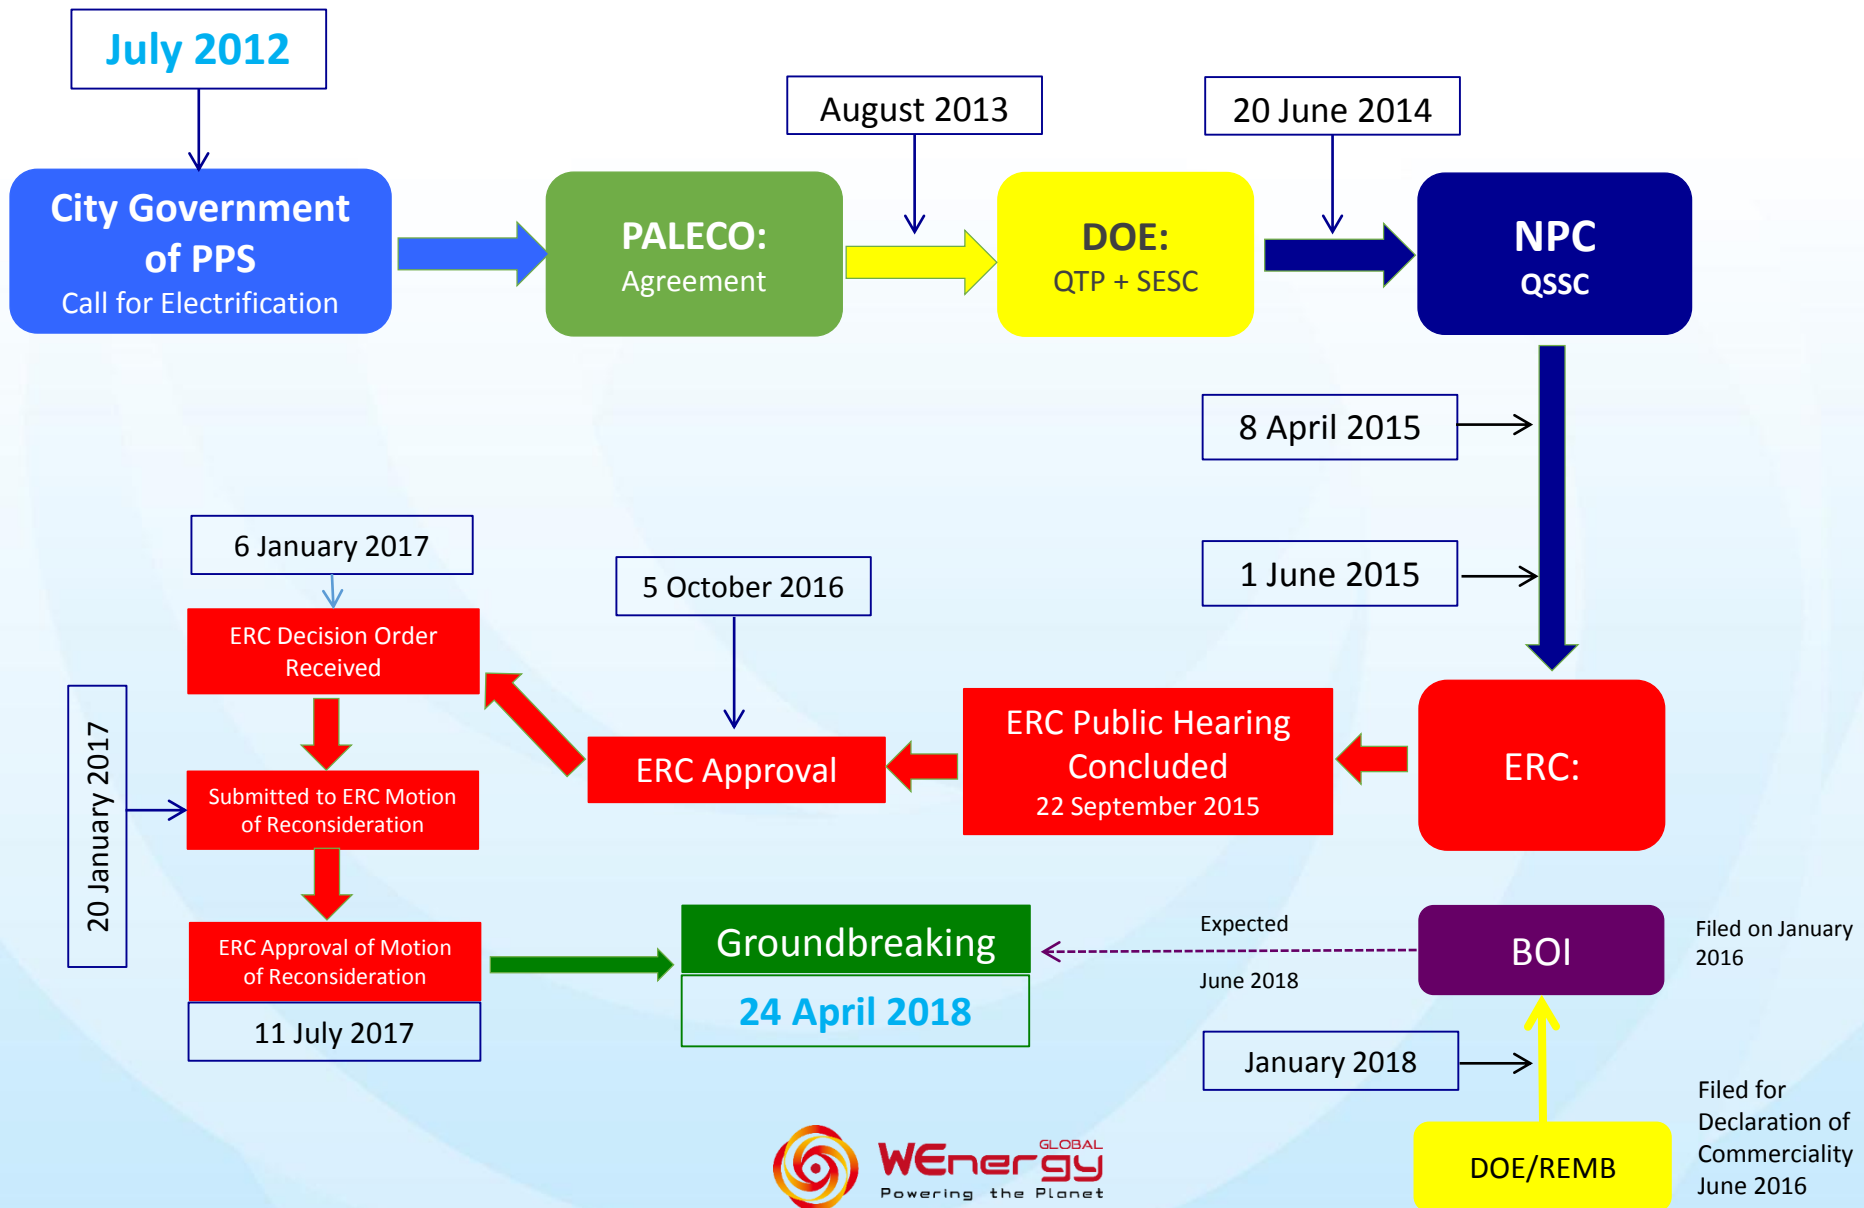 July 2012
August 2013
20 June 2014
City Government
of PPS
Call for Electrification
PALECO:
Agreement
DOE:
QTP + SESC
NPC
QSSC
8 April 2015
1 June 2015
6 January 2017
5 October 2016
ERC Decision Order
Received
20 January 2017
ERC Public Hearing
Concluded
22 September 2015
ERC:
ERC Approval
Submitted to ERC Motion
of Reconsideration
ERC Approval of Motion
of Reconsideration
11 July 2017
Groundbreaking
24 April 2018
Expected
June 2018
BOI
Filed on January
2016
January 2018
DOE/REMB
Filed for
Declaration of
Commerciality
June 2016
GLOBAL
WEnergy
Powering the Planet